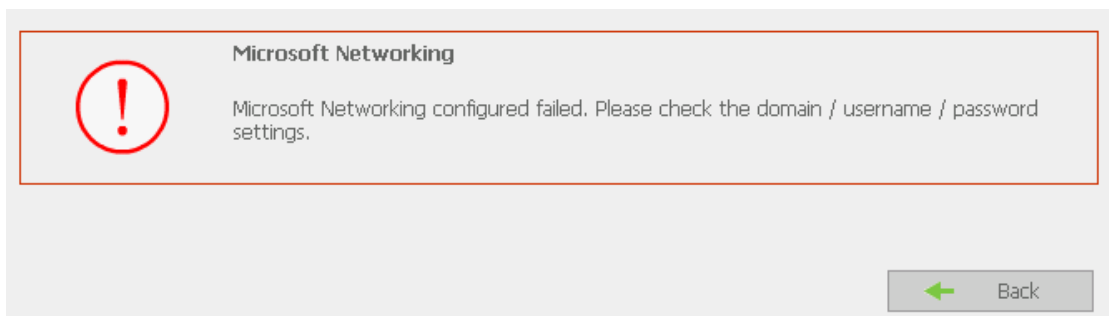 Microsoft Networking
Microsoft Networking configured failed. Please check the domain / username / password
settings.
Back